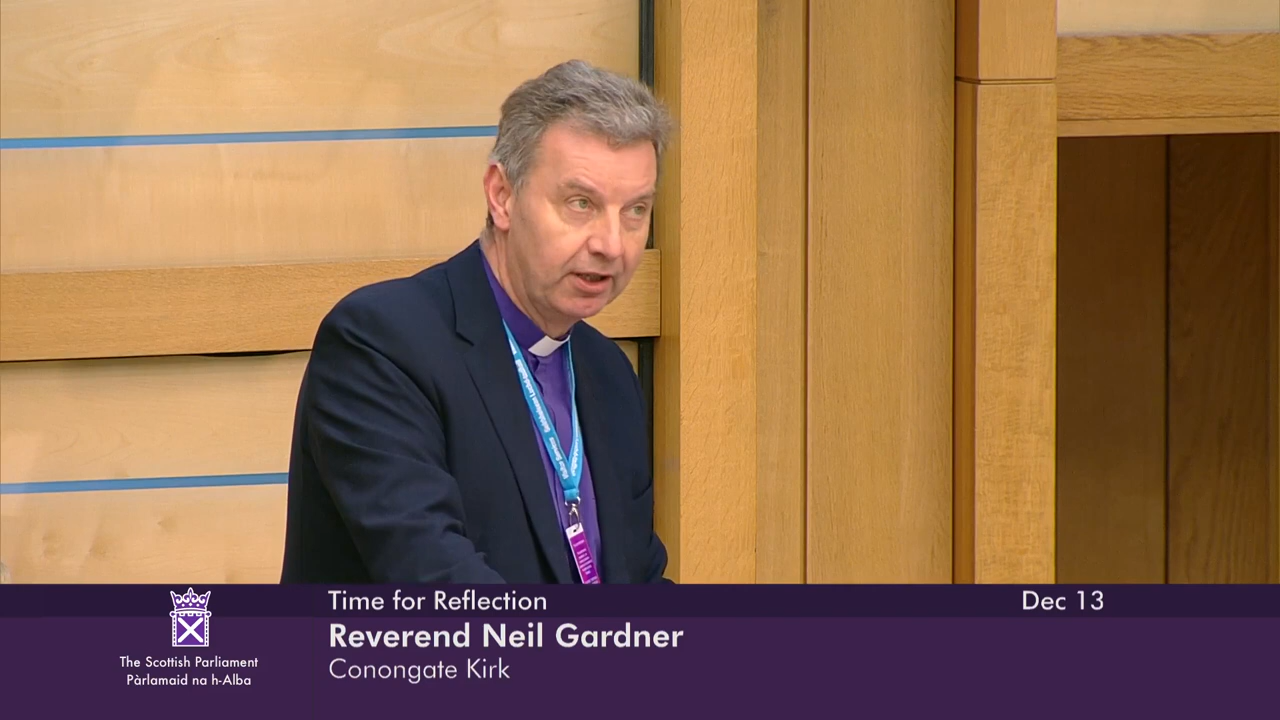 Time for Reflection
Dec 13
Reverend Neil Gardner
Conongate Kirk
The Scottish Parliament
Pàrlamaid na h-Alba